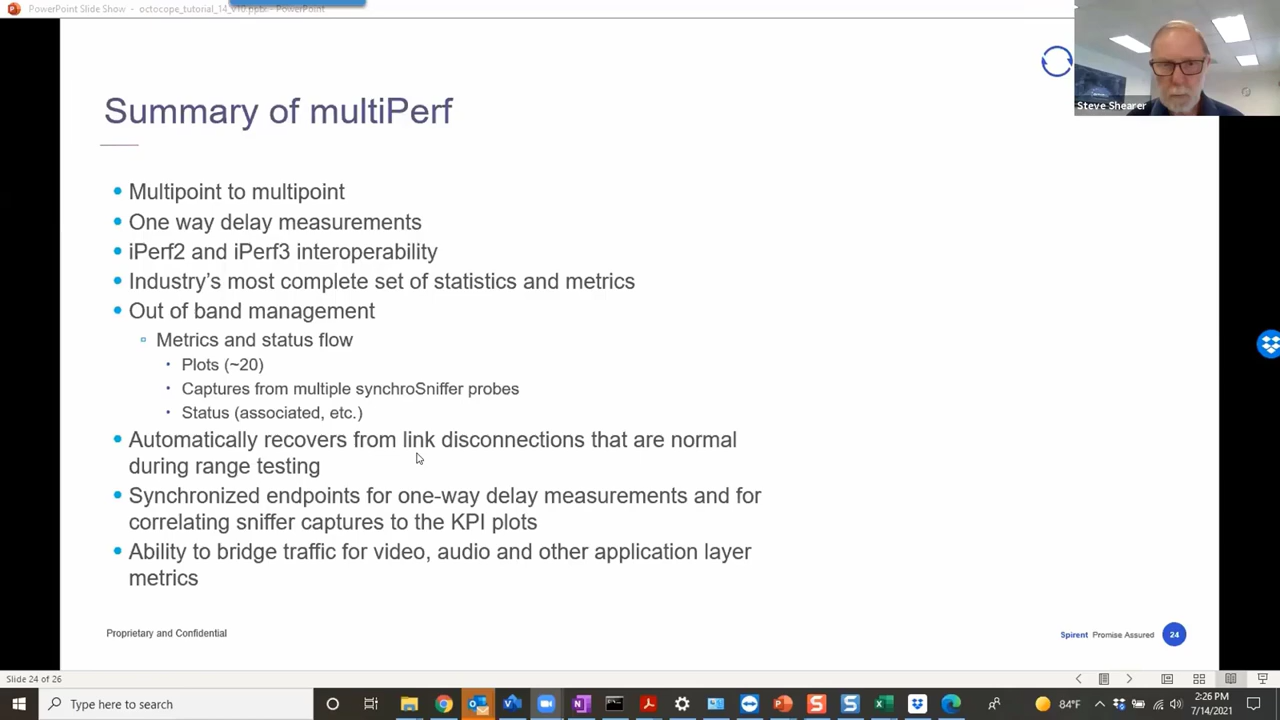 PowerPoint Slide Show - octocope_tutorial_14_v10.pptx - PowerPoint
Steve Shearer
Summary of multiPerf
Multipoint to multipoint
One way delay measurements
iPerf2 and iPerf3 interoperability
Industry’s most complete set of statistics and metrics
Out of band management
Metrics and status flow
Plots (~20)
Captures from multiple synchroSniffer probes
Status (associated, etc.)
Automatically recovers from link disconnections that are normal
during range testing
Synchronized endpoints for one-way delay measurements and for
correlating sniffer captures to the KPI plots
Ability to bridge traffic for video, audio and other application layer
metrics
Proprietary and Confidential
Spirent Promise Assured 24
Slide 24 of 26
Type here to search
84°F
2:26 PM
7/14/2021